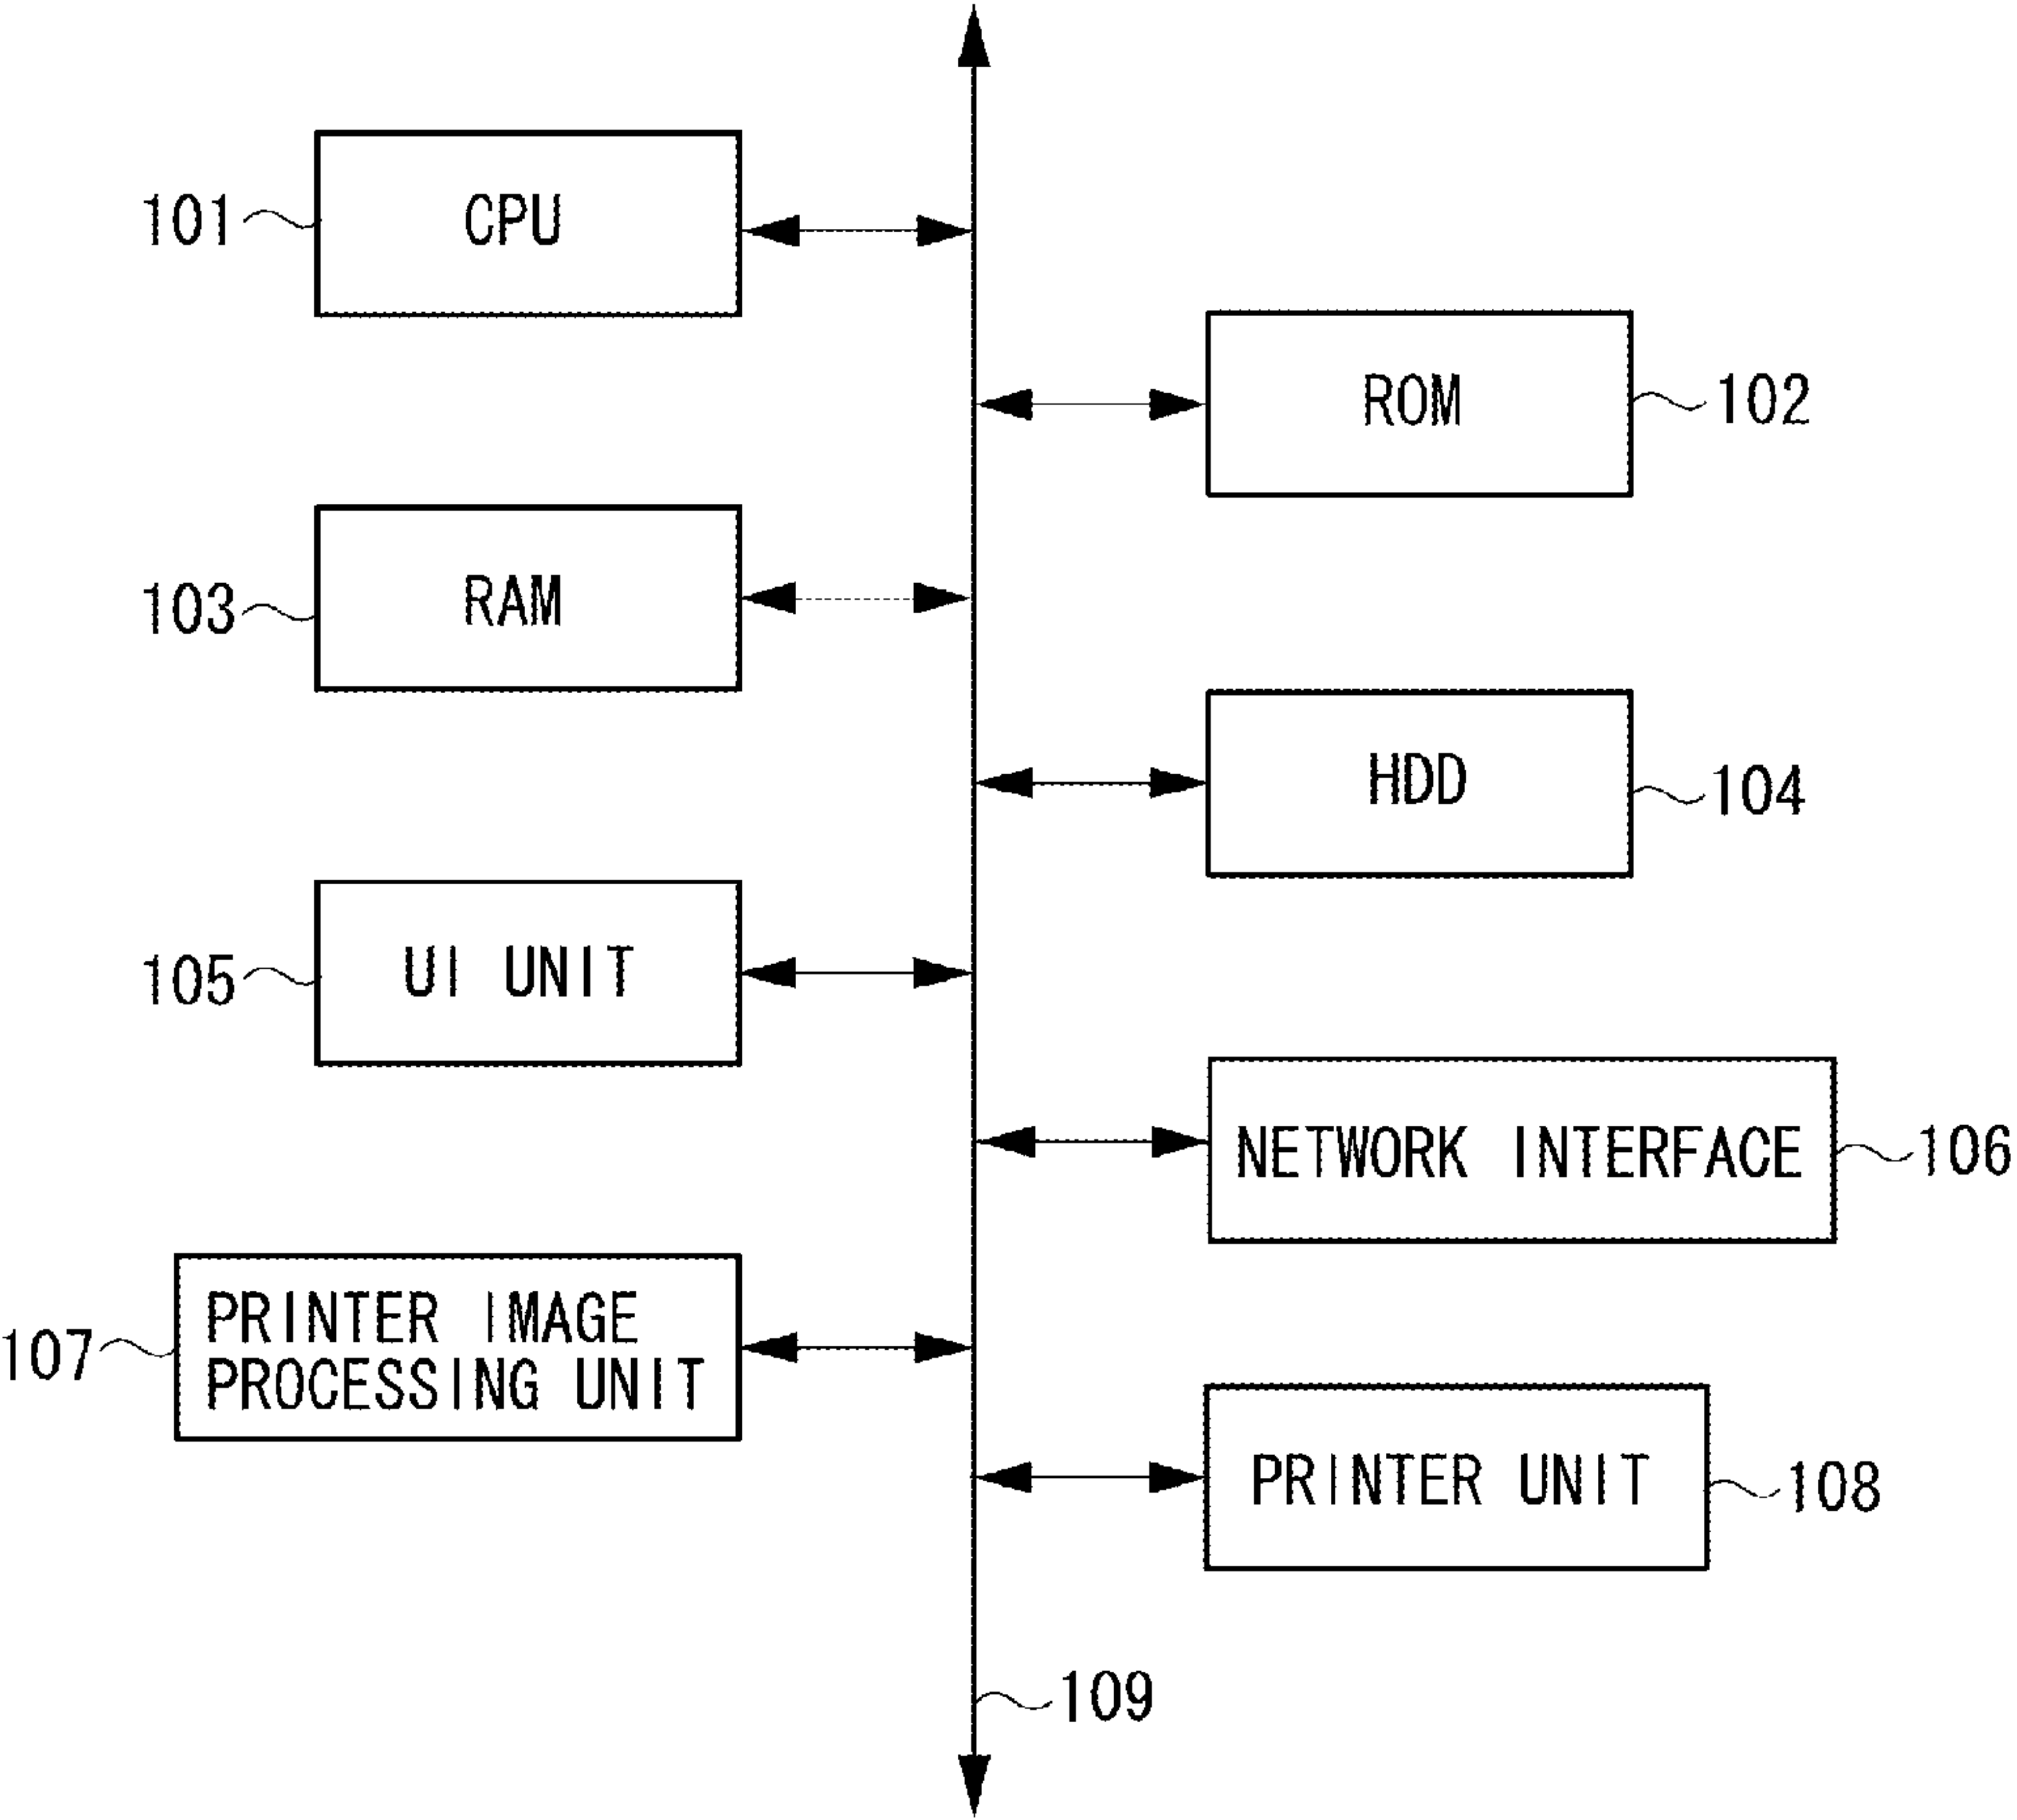 101
CPU
ROM
102
103
RAM
HDD
104
105
UI UNIT
NETWORK INTERFACE
106
107
PRINTER IMAGE
PROCESSING UNIT
PRINTER UNIT
108
109